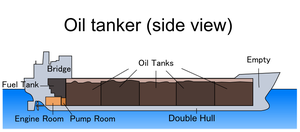 Oil tanker (side view)
Bridge
Oil Tanks
Empty
Fuel Tank
Engine Room
Pump Room
Double Hull